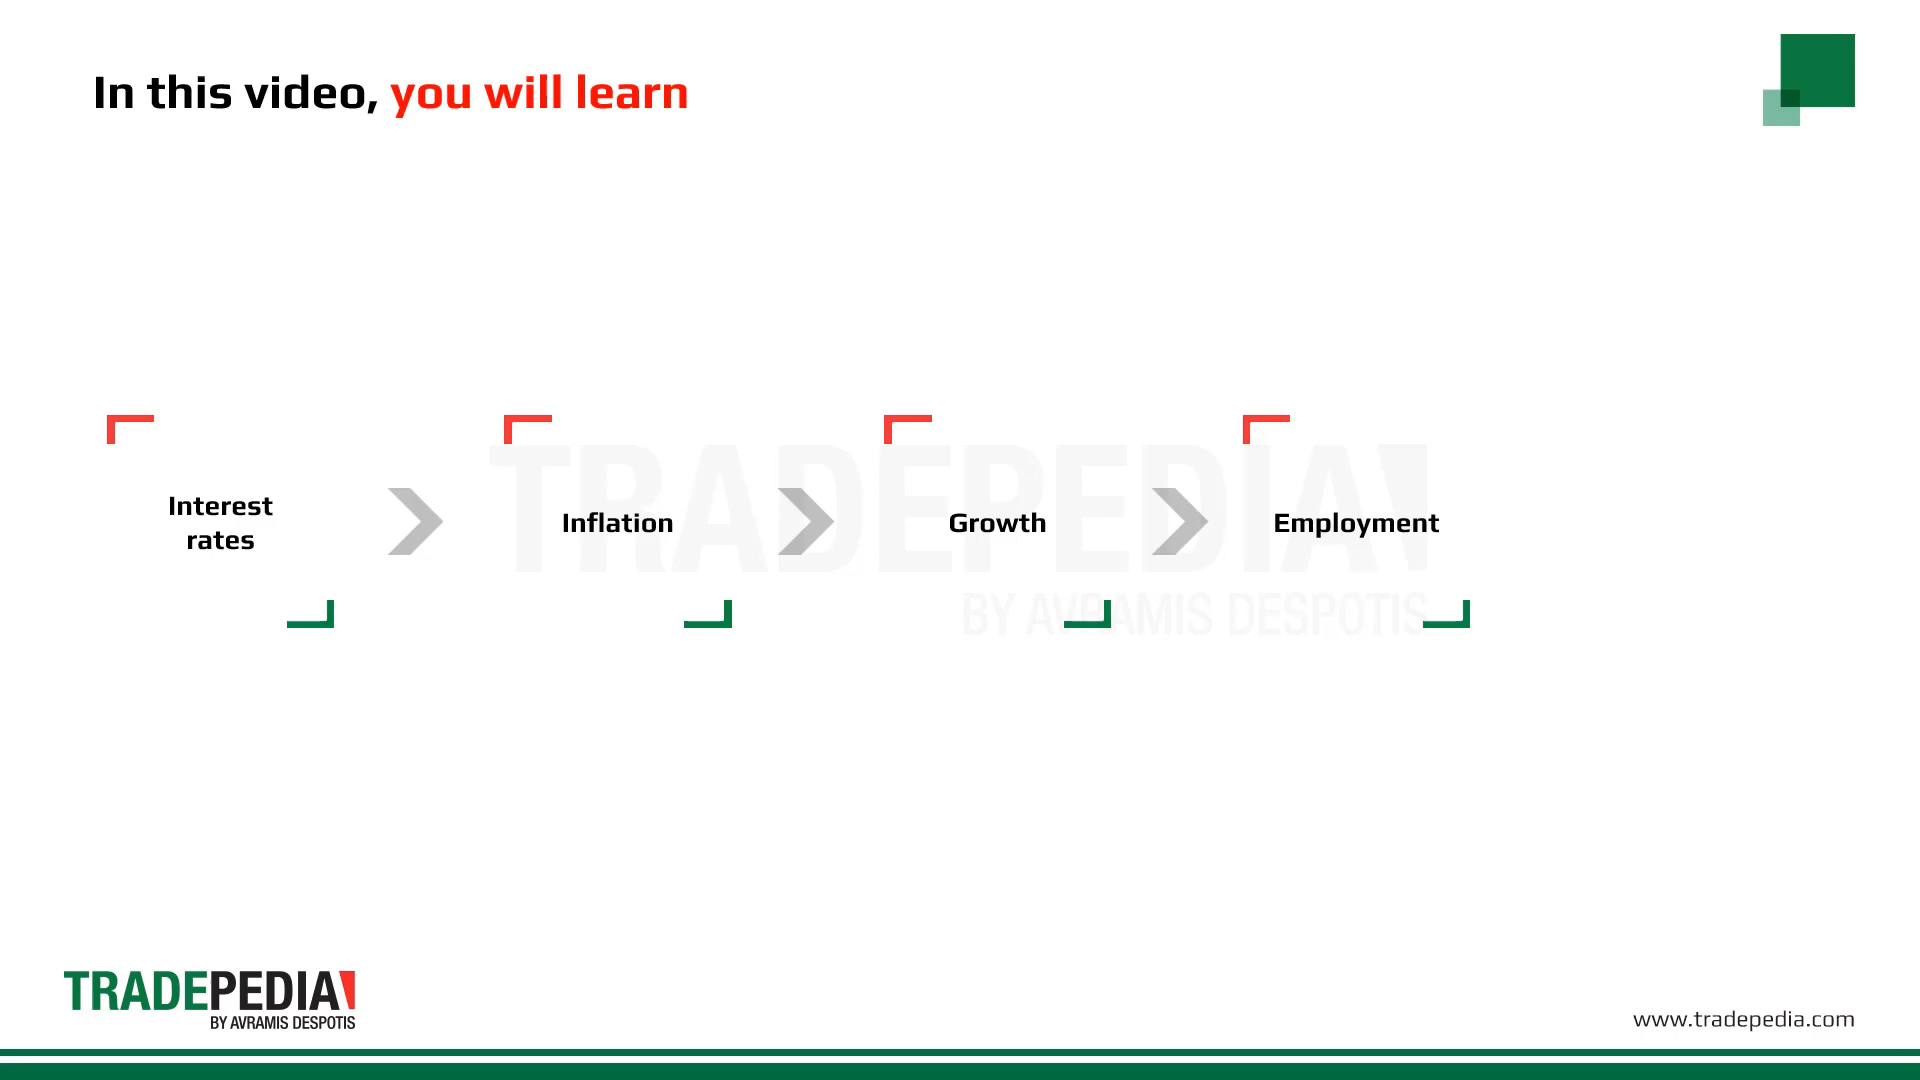 In this video, you will learn
Interest
rates
Inflation
Growth
Employment
TRADEPEDIA
BY AVRAMIS DESPOTIS
TRADEPEDIA
BY AVRAMIS DESPOTIS
www.tradepedia.com